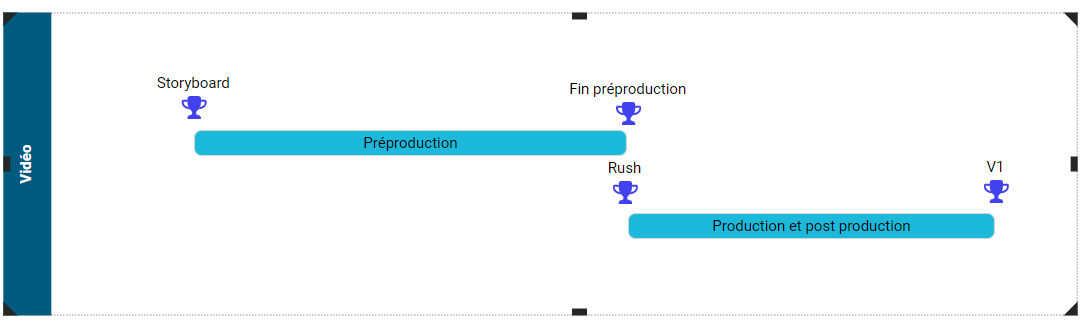 Vidéo
Storyboard
Fin préproduction
Préproduction
Rush
V1
Production et post production